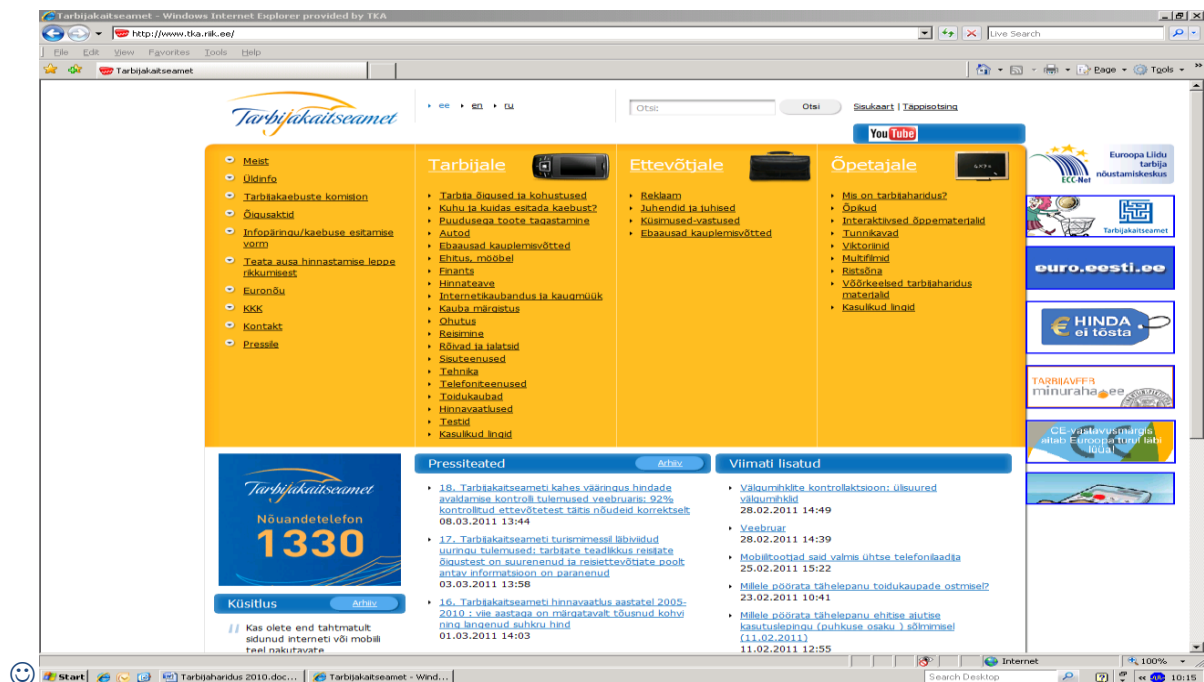 Tarbijakaitseamet - Windows Internet Explorer provided by TKA
http://www.tka.riik.ee/
Live Search
File Edit View Favorites Tools Help
Tarbijakaitseamet
Page Tools
Tarbijakaitseamet
ee en ru
Otsi:
Otsi
Sisukaart | Täppisotsing
YouTube
Meist
Üldinfo
Tarbijakaebuste komisjon
Õigusaktid
Infopäringu/kaebuse esitamise
vorm
Teata ausa hinnastamise leppe
rikkumisest
Euronõu
KKK
Kontakt
Pressile
Tarbijale
Tarbija õigused ja kohustused
Kuhu ja kuidas esitada kaebust?
Puudusega toote tagastamine
Autod
Ebaausad kauplemisvõtted
Ehitus, mööbel
Finants
Hinnateave
Internetikaubandus ja kaugmüük
Kauba märgistus
Ohutus
Reisimine
Rõivad ja jalatsid
Sisuteenused
Tehnika
Telefoniteenused
Toidukaubad
Hinnavaatlused
Testid
Kasulikud lingid
Ettevõtjale
Reklaam
Juhendid ja juhised
Küsimused-vastused
Ebaausad kauplemisvõtted
Õpetajale
Mis on tarbijaharidus?
Õpikud
Interaktiivsed õppematerjalid
Tunnikavad
Viktoriinid
Multifilmid
Ristsõna
Võõrkeelsed tarbijaharidus
materjalid
Kasulikud lingid
Euroopa Liidu
tarbija
nõustamiskeskus
ECC-Net
Tarbijakaitseamet
euro.eesti.ee
€ HINDA
ei tõsta
TARBIJAVEEB
minuraha.ee
CE-vastavusmärgis
aitab Euroopa turul läbi
lüüa!
Tarbijakaitseamet
Nõuandetelefon
1330
Küsitlus
Arhiiv
Kas olete end tahtmatult
sidunud interneti või mobiili
teel pakutavate
Pressiteated
Arhiiv
18. Tarbijakaitseameti kahes vääringus hindade
avaldamise kontrolli tulemused veebruaris: 92%
kontrollitud ettevõtetest täitis nõudeid korrektselt
08.03.2011 13:44
17. Tarbijakaitseameti turismimessil läbiviidud
uuringu tulemused: tarbijate teadlikkus reisijate
õigustest on suurenenud ja reisiettevõtjate poolt
antav informatsioon on paranenud
03.03.2011 13:58
16. Tarbijakaitseameti hinnavaatlus aastatel 2005-
2010 : viie aastaga on märgatavalt tõusnud kohvi
ning langenud suhkru hind
01.03.2011 14:03
Viimati lisatud
Välgumihklite kontrollaktsioon: ülisuured
välgumihklid
28.02.2011 14:49
Veebruar
28.02.2011 14:39
Mobiilitootjad said valmis ühtse telefonilaadija
25.02.2011 15:22
Millele pöörata tähelepanu toidukaupade ostmisel?
23.02.2011 10:41
Millele pöörata tähelepanu ehitise ajutise
kasutuslepingu (puhkuse osaku ) sõlmimisel
(11.02.2011)
11.02.2011 12:55
Internet
100%
Start
Tarbijaharidus 2010.doc...
Tarbijakaitseamet - Wind...
Search Desktop
10:15